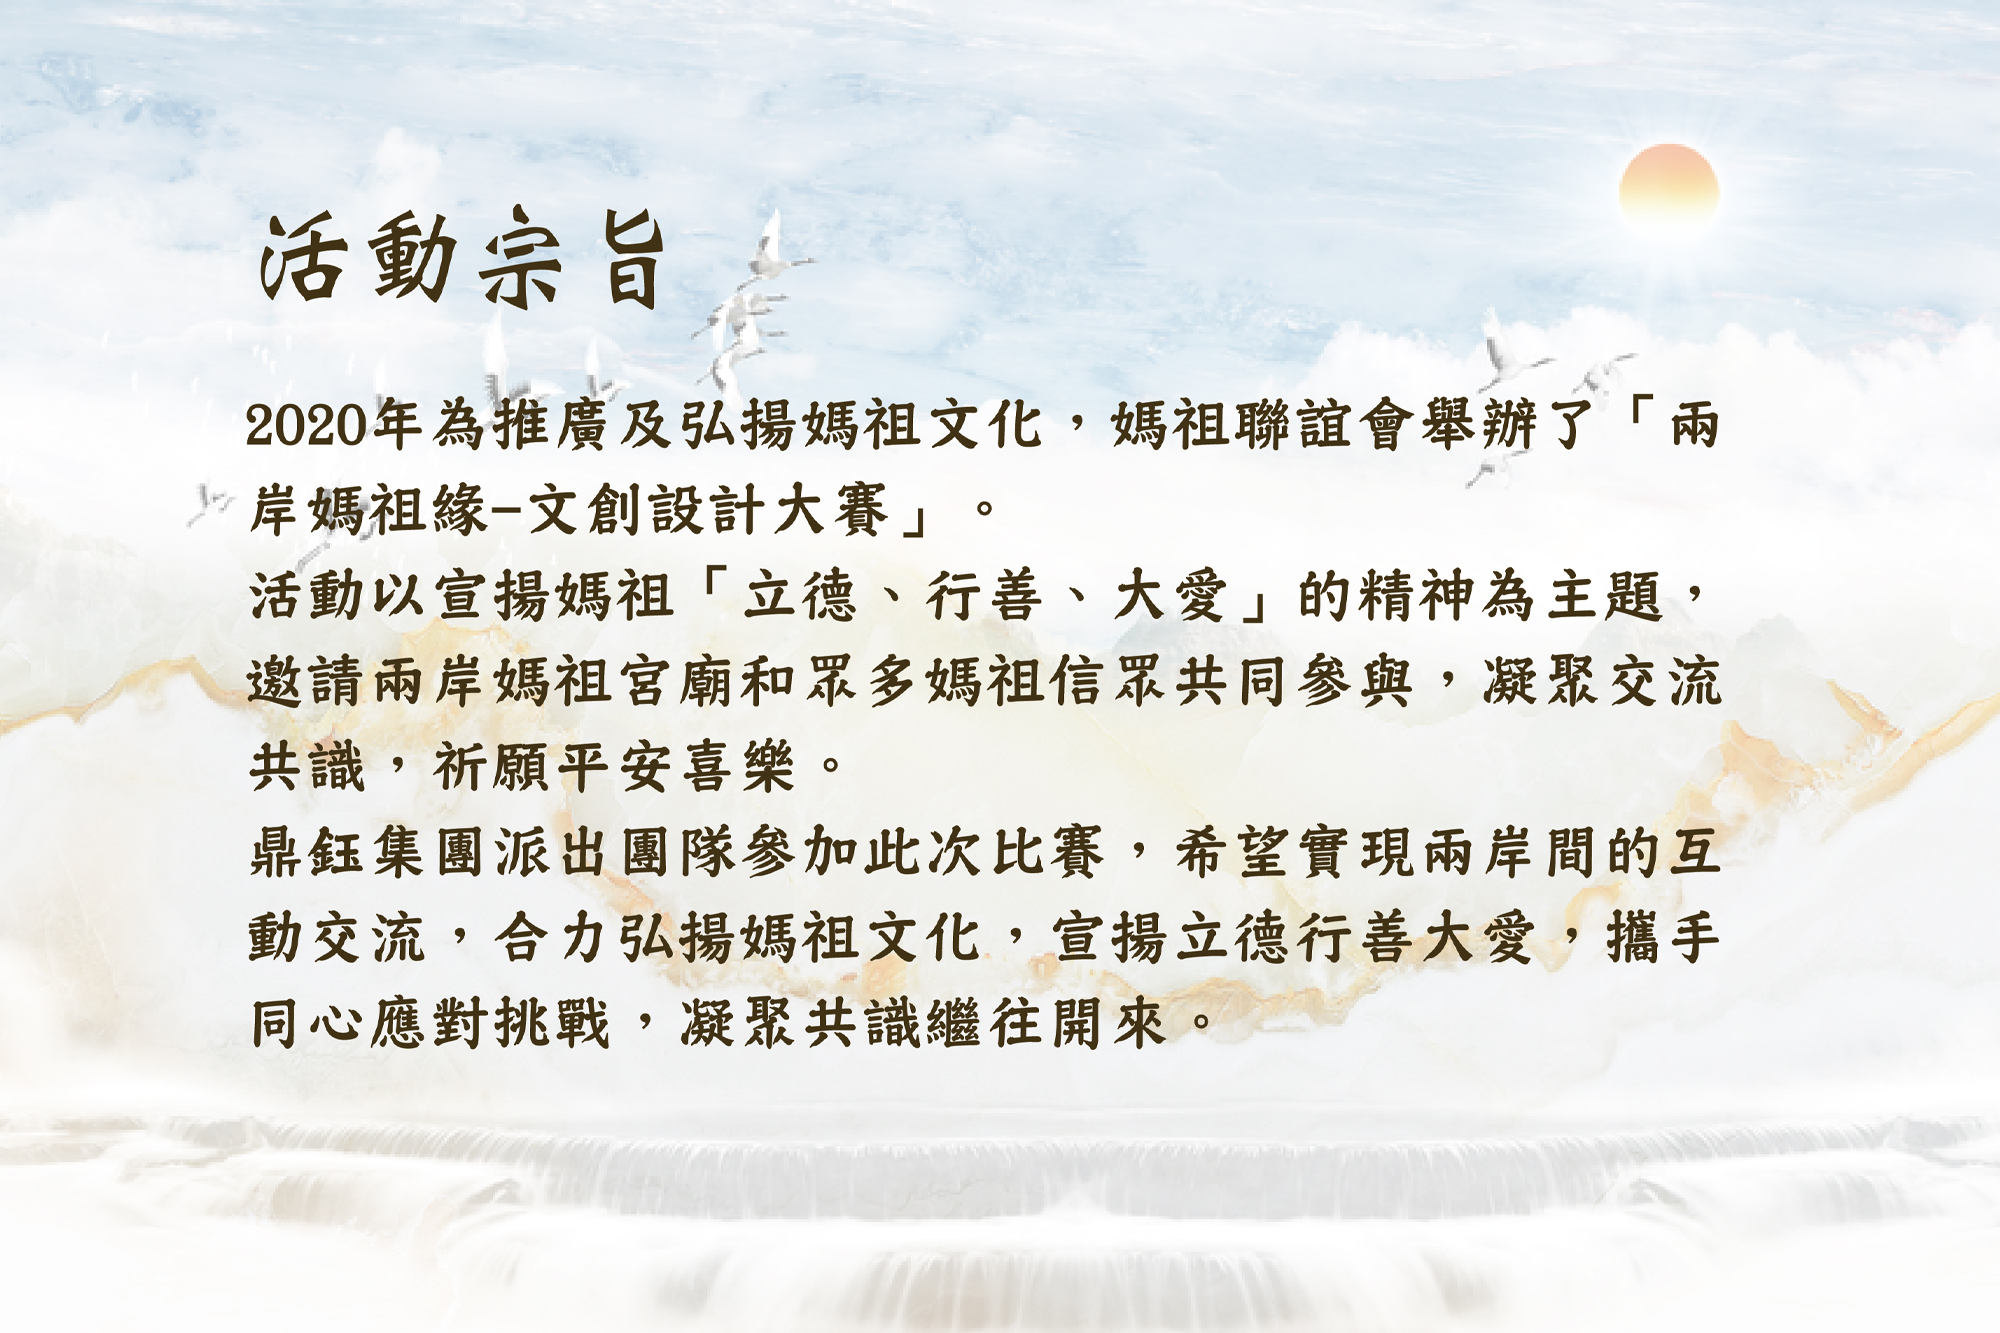 活動宗旨
2020年為推廣及弘揚媽祖文化，媽祖聯誼會舉辦了「兩
岸媽祖緣-文創設計大賽」。
活動以宣揚媽祖「立德、行善、大愛」的精神為主題，
邀請兩岸媽祖宮廟和眾多媽祖信眾共同參與，凝聚交流
共識，祈願平安喜樂。
鼎鈺集團派出團隊參加此次比賽，希望實現兩岸間的互
動交流，合力弘揚媽祖文化，宣揚立德行善大愛，攜手
同心應對挑戰，凝聚共識繼往開來。